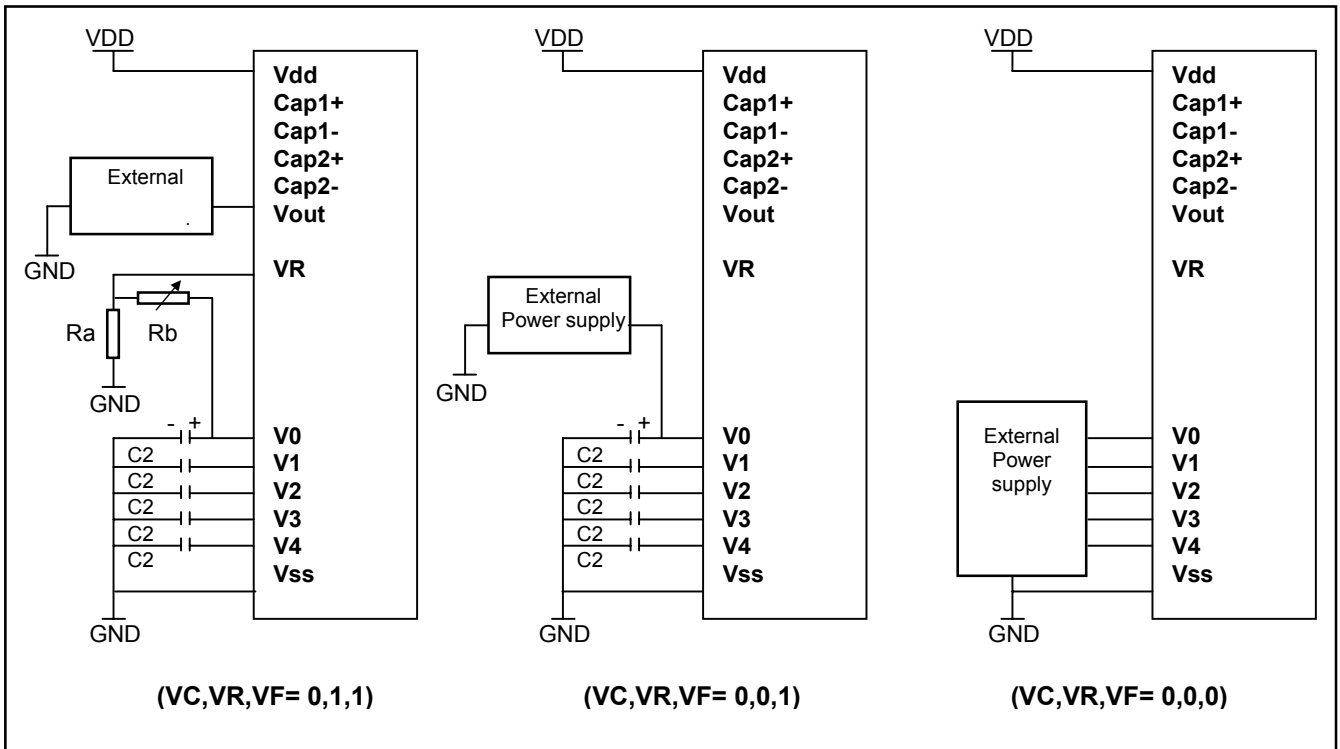 VDD
Vdd
Cap1+
Cap1-
Cap2+
Cap2-
Vout
VR
External
.
GND
Ra
Rb
GND
- +
V0
V1
V2
V3
V4
Vss
C2
C2
C2
C2
C2
GND
(VC,VR,VF= 0,1,1)
VDD
Vdd
Cap1+
Cap1-
Cap2+
Cap2-
Vout
VR
External
Power supply
GND
- +
V0
V1
V2
V3
V4
Vss
C2
C2
C2
C2
C2
GND
(VC,VR,VF= 0,0,1)
VDD
Vdd
Cap1+
Cap1-
Cap2+
Cap2-
Vout
VR
External
Power
supply
V0
V1
V2
V3
V4
Vss
GND
(VC,VR,VF= 0,0,0)